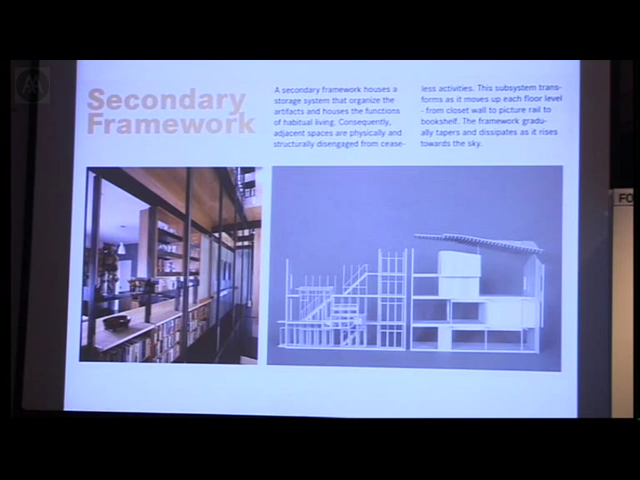 Secondary
Framework
A secondary framework houses a
storage system that organize the
artifacts and houses the functions
of habitual living. Consequently,
adjacent spaces are physically and
structurally disengaged from cease-
less activities. This subsystem trans-
forms as it moves up each floor level
- from closet wall to picture rail to
bookshelf. The framework gradu-
ally tapers and dissipates as it rises
towards the sky.
FO
AA